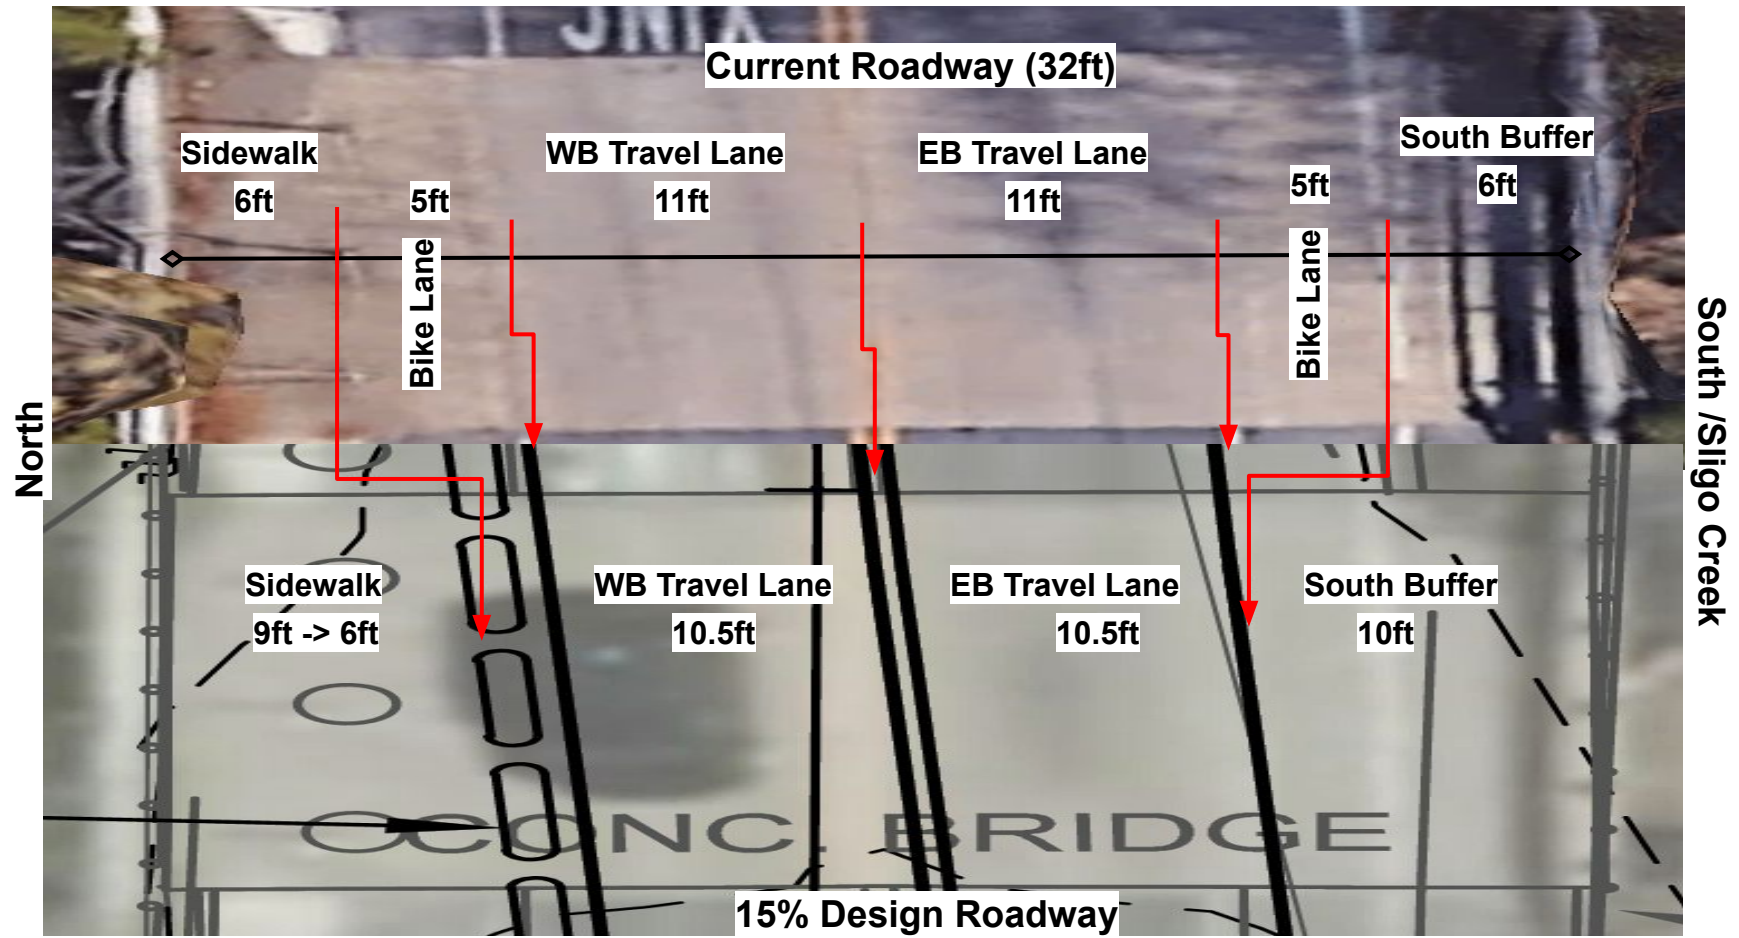 Current Roadway (32ft)
Sidewalk
6ft
5ft
Bike Lane
WB Travel Lane
11ft
EB Travel Lane
11ft
5ft
Bike Lane
South Buffer
6ft
North
South /Sligo Creek
Sidewalk
9ft -> 6ft
WB Travel Lane
10.5ft
EB Travel Lane
10.5ft
South Buffer
10ft
CONC. BRIDGE
15% Design Roadway